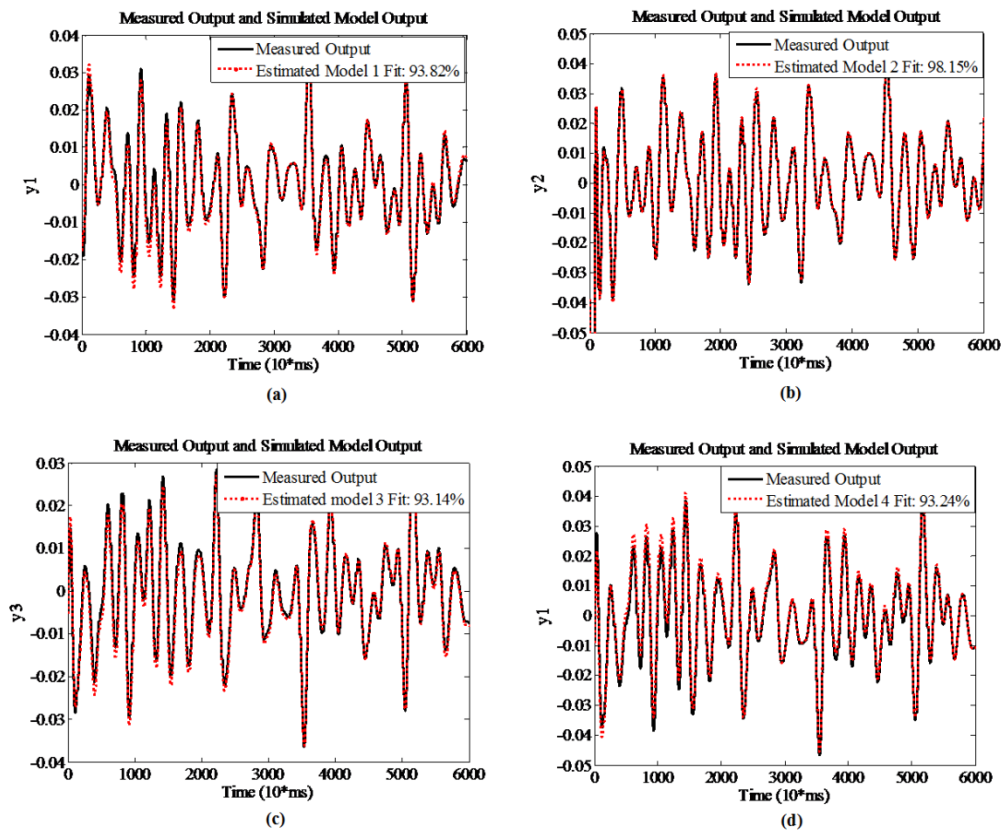 Measured Output and Simulated Model Output
0.04
0.03
0.02
0.01
0
-0.01
-0.02
-0.03
-0.04
y1
Measured Output
Estimated Model 1 Fit: 93.82%
0 1000 2000 3000 4000 5000 6000
Time (10*ms)
(a)
Measured Output and Simulated Model Output
0.05
0.04
0.03
0.02
0.01
0
-0.01
-0.02
-0.03
-0.04
-0.05
y2
Measured Output
Estimated Model 2 Fit: 98.15%
0 1000 2000 3000 4000 5000 6000
Time (10*ms)
(b)
Measured Output and Simulated Model Output
0.03
0.02
0.01
0
-0.01
-0.02
-0.03
-0.04
y3
Measured Output
Estimated model 3 Fit: 93.14%
0 1000 2000 3000 4000 5000 6000
Time (10*ms)
(c)
Measured Output and Simulated Model Output
0.05
0.04
0.03
0.02
0.01
0
-0.01
-0.02
-0.03
-0.04
-0.05
y1
Measured Output
Estimated Model 4 Fit: 93.24%
0 1000 2000 3000 4000 5000 6000
Time (10*ms)
(d)